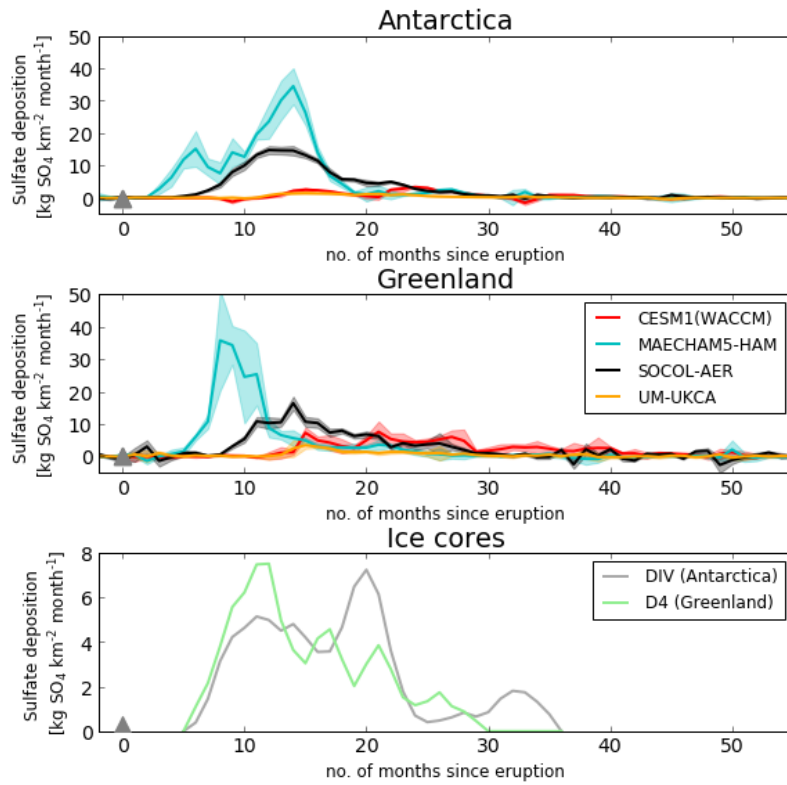 Antarctica
Sulfate deposition
[kg SO₄ km⁻² month⁻¹]
50
40
30
20
10
0
0 10 20 30 40 50
no. of months since eruption
Greenland
Sulfate deposition
[kg SO₄ km⁻² month⁻¹]
50
40
30
20
10
0
CESM1(WACCM)
MAECHAM5-HAM
SOCOL-AER
UM-UKCA
0 10 20 30 40 50
no. of months since eruption
Ice cores
Sulfate deposition
[kg SO₄ km⁻² month⁻¹]
8
6
4
2
0
DIV (Antarctica)
D4 (Greenland)
0 10 20 30 40 50
no. of months since eruption